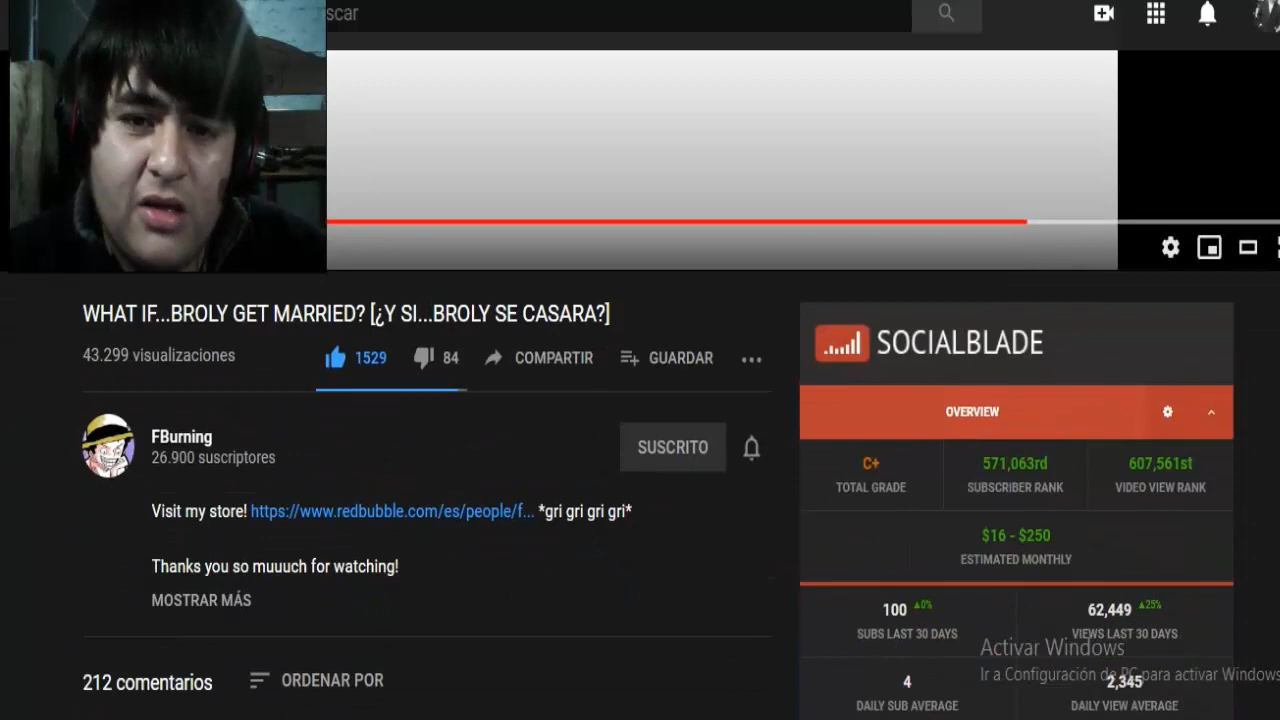 scar
WHAT IF...BROLY GET MARRIED? [¿Y SI...BROLY SE CASARA?]
43.299 visualizaciones
1529
84
COMPARTIR
GUARDAR
FBurning
26.900 suscriptores
SUSCRITO
Visit my store! https://www.redbubble.com/es/people/f... *gri gri gri gri*
Thanks you so muuuch for watching!
MOSTRAR MÁS
212 comentarios
ORDENAR POR
SOCIALBLADE
OVERVIEW
C+
TOTAL GRADE
571,063rd
SUBSCRIBER RANK
607,561st
VIDEO VIEW RANK
$16 - $250
ESTIMATED MONTHLY
100 ▲0%
SUBS LAST 30 DAYS
62,449 ▲25%
VIEWS LAST 30 DAYS
4
DAILY SUB AVERAGE
2,345
DAILY VIEW AVERAGE
Activar Windows
Ir a Configuración de PC para activar Windows